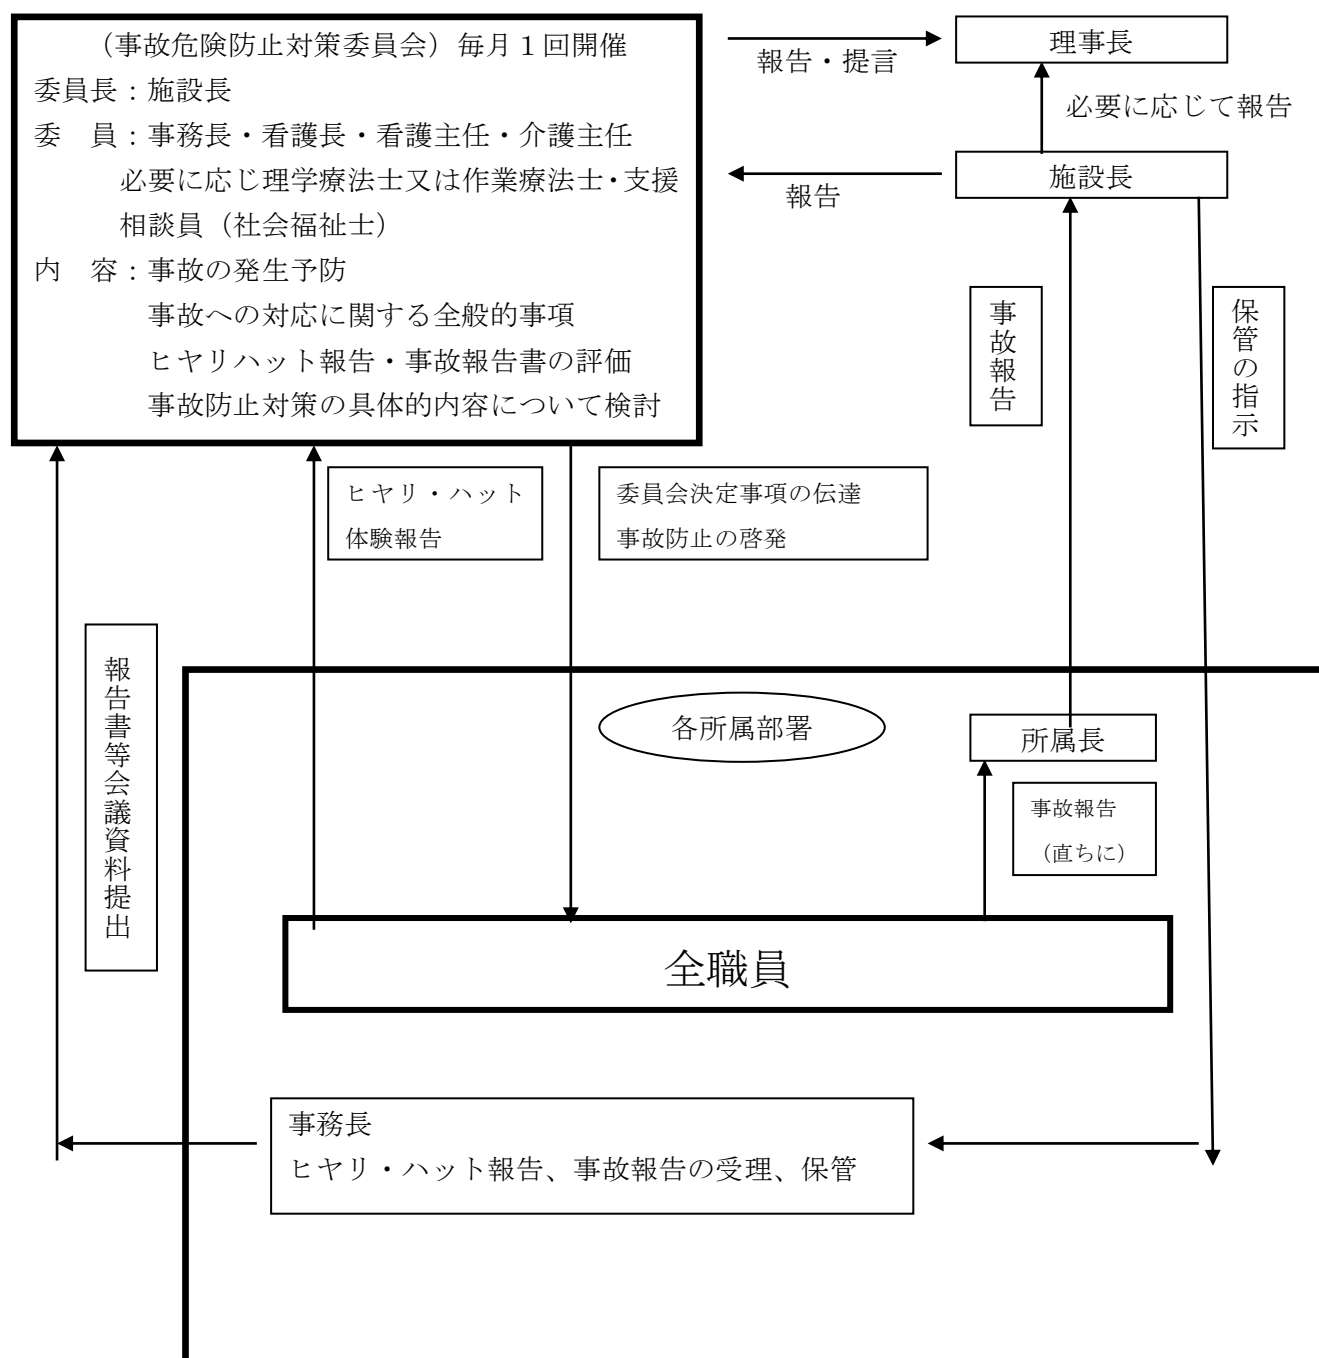 （事故危険防止対策委員会）毎月１回開催
委員長：施設長
委　員：事務長・看護長・看護主任・介護主任
必要に応じ理学療法士又は作業療法士・支援
相談員（社会福祉士）
内　容：事故の発生予防
事故への対応に関する全般的事項
ヒヤリハット報告・事故報告書の評価
事故防止対策の具体的内容について検討
報告・提言
理事長
必要に応じて報告
報告
施設長
事故報告
保管の指示
ヒヤリ・ハット
体験報告
委員会決定事項の伝達
事故防止の啓発
報告書等会議資料提出
各所属部署
所属長
事故報告
（直ちに）
全職員
事務長
ヒヤリ・ハット報告、事故報告の受理、保管